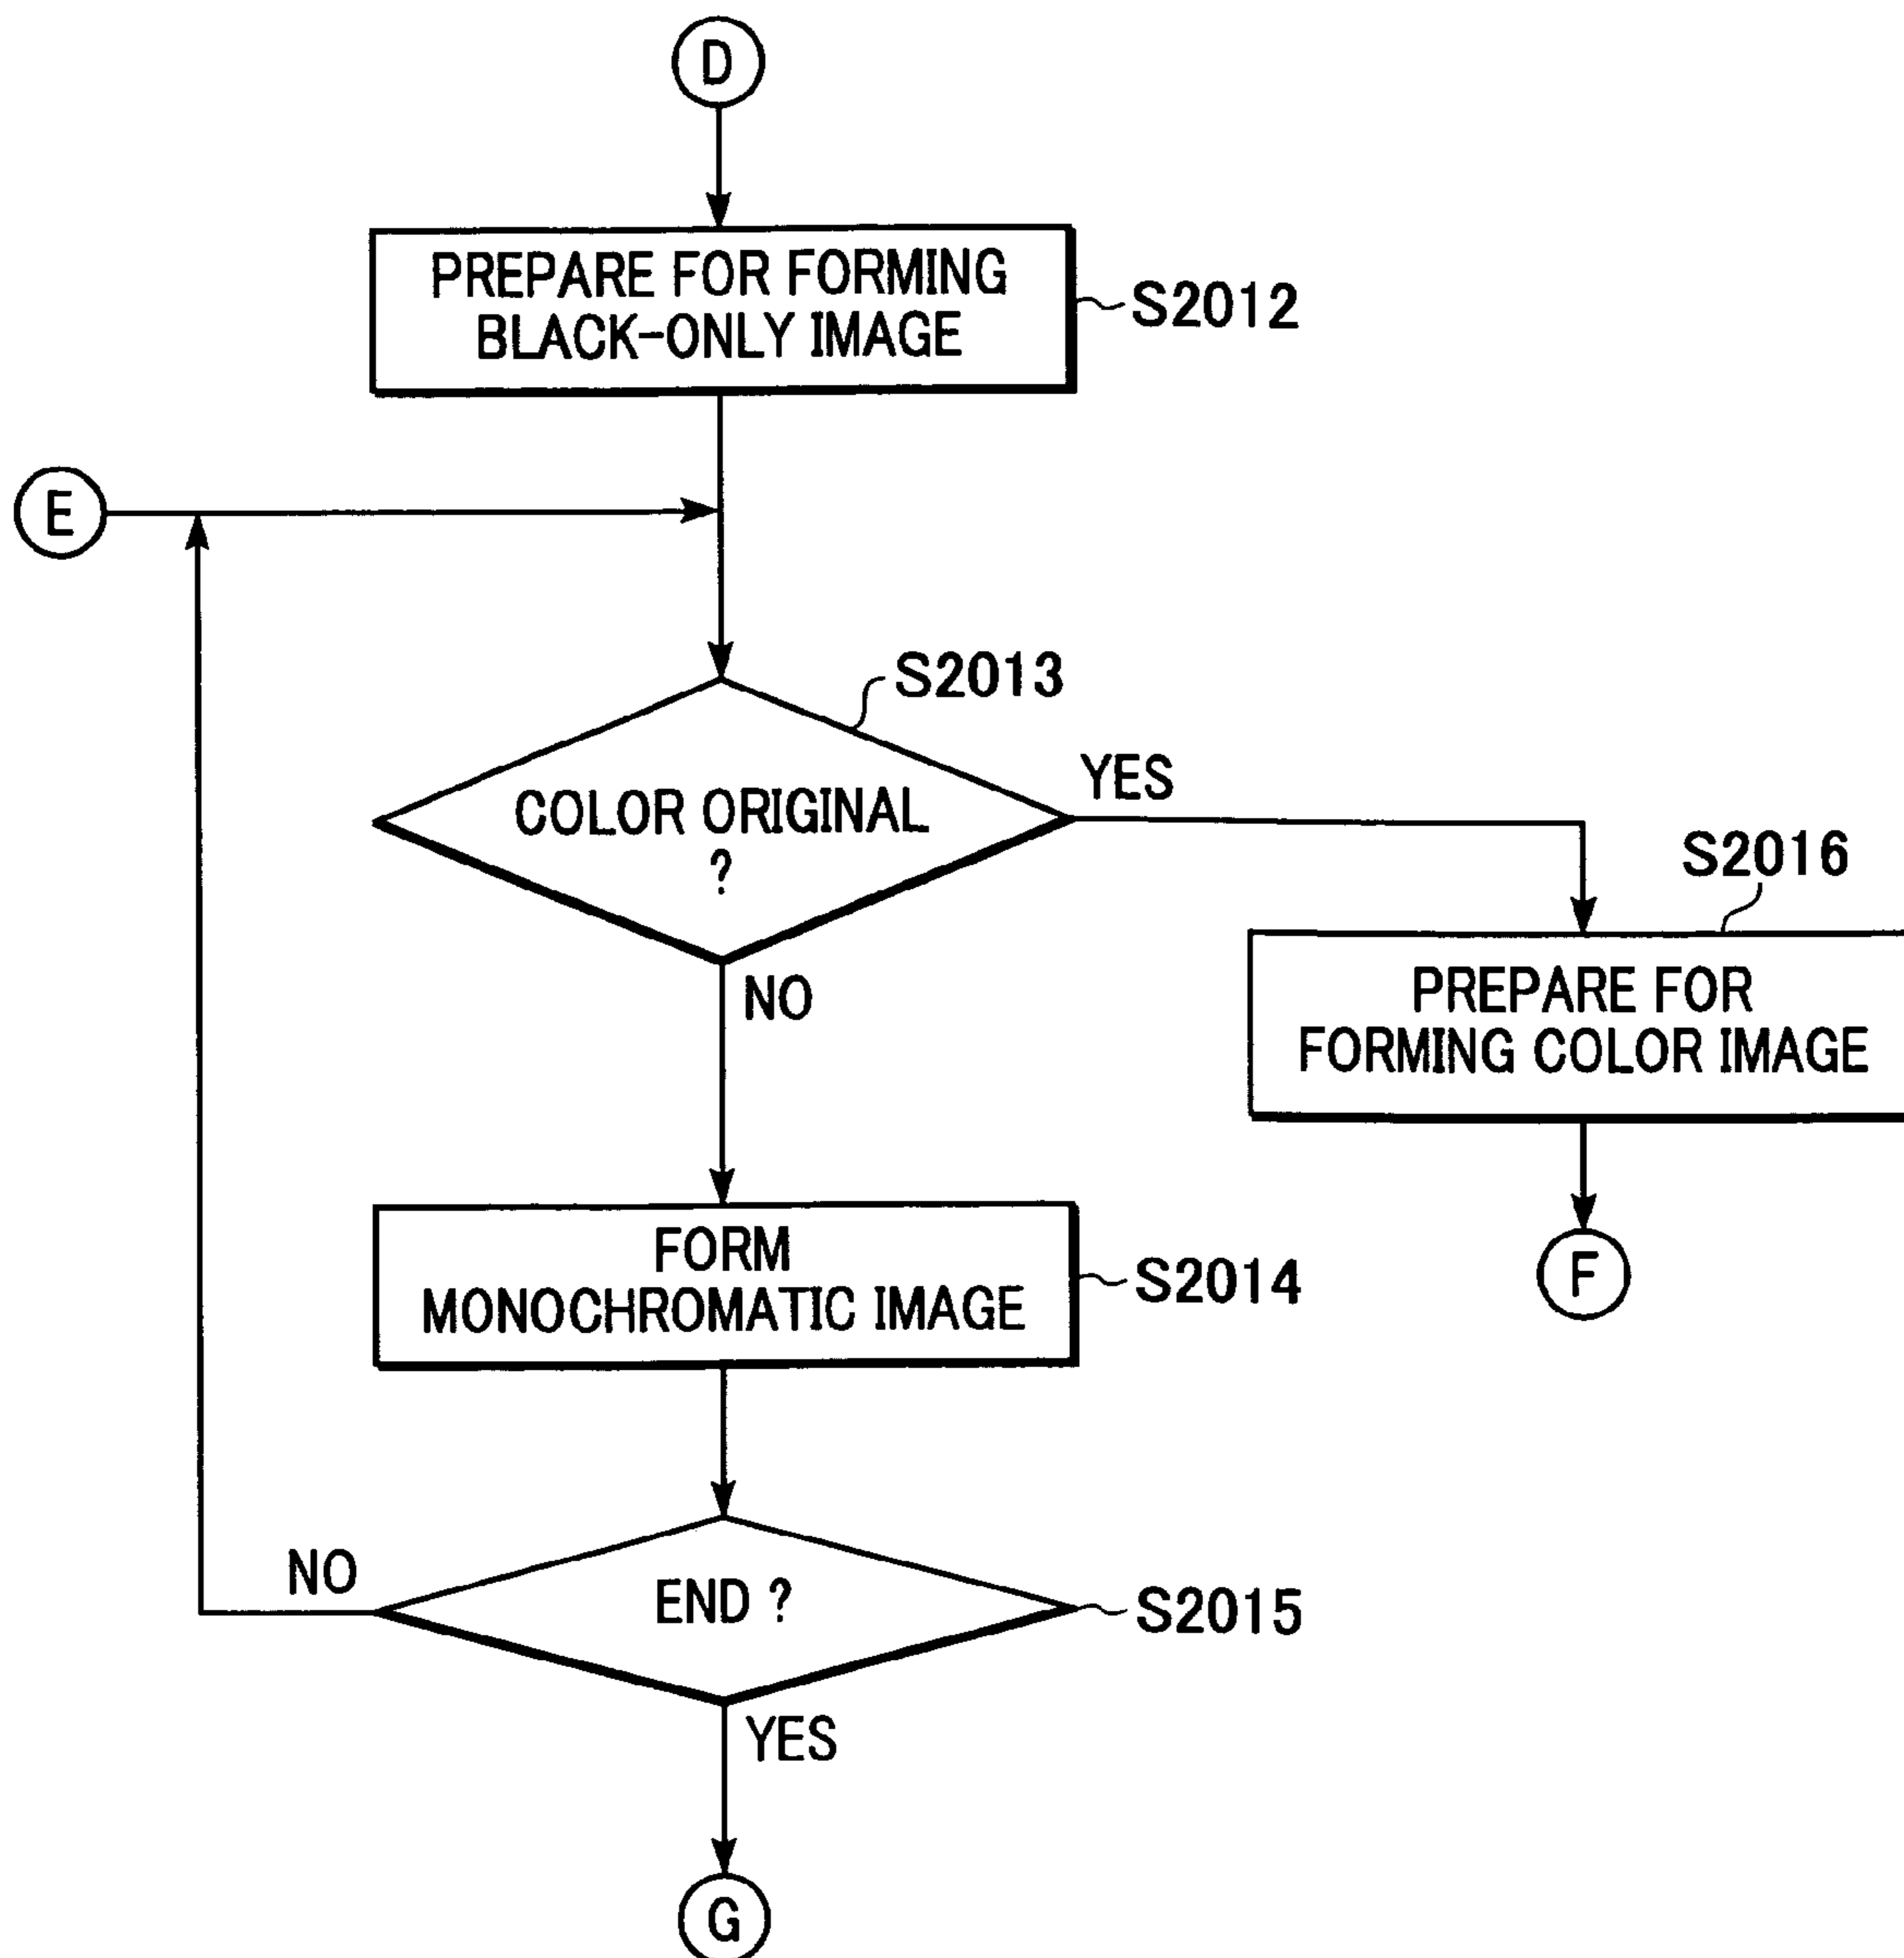 D
PREPARE FOR FORMING
BLACK-ONLY IMAGE
S2012
E
S2013
COLOR ORIGINAL
?
YES
S2016
PREPARE FOR
FORMING COLOR IMAGE
NO
FORM
MONOCHROMATIC IMAGE
S2014
F
NO
END ?
S2015
YES
G